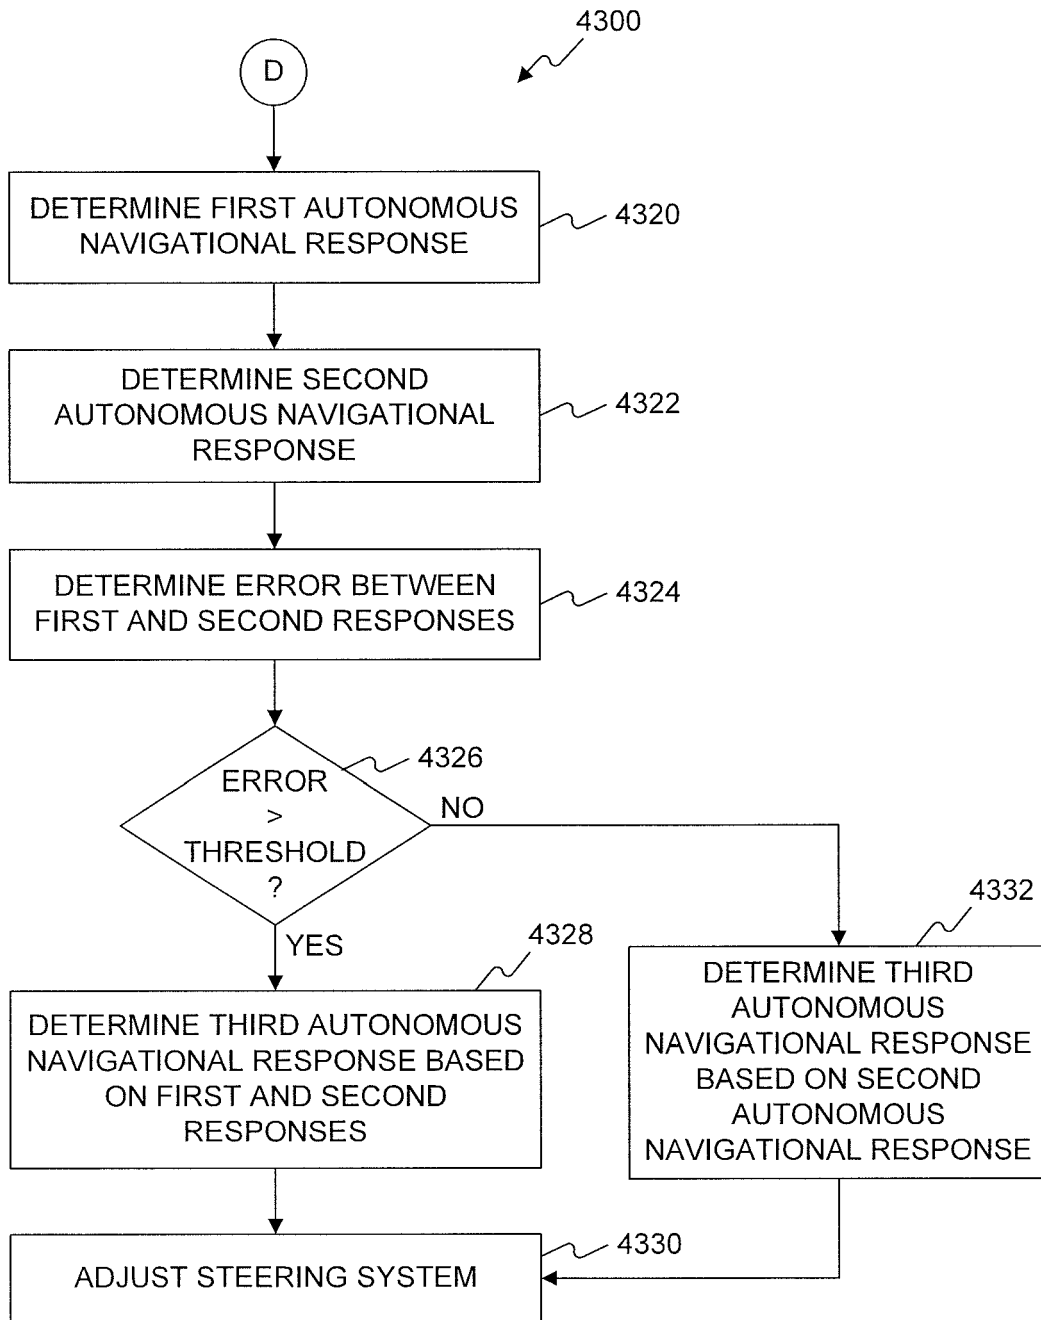 4300
D
DETERMINE FIRST AUTONOMOUS
NAVIGATIONAL RESPONSE
4320
DETERMINE SECOND
AUTONOMOUS NAVIGATIONAL
RESPONSE
4322
DETERMINE ERROR BETWEEN
FIRST AND SECOND RESPONSES
4324
ERROR
>
THRESHOLD
?
4326
NO
YES
4328
DETERMINE THIRD AUTONOMOUS
NAVIGATIONAL RESPONSE BASED
ON FIRST AND SECOND
RESPONSES
4332
DETERMINE THIRD
AUTONOMOUS
NAVIGATIONAL RESPONSE
BASED ON SECOND
AUTONOMOUS
NAVIGATIONAL RESPONSE
ADJUST STEERING SYSTEM
4330